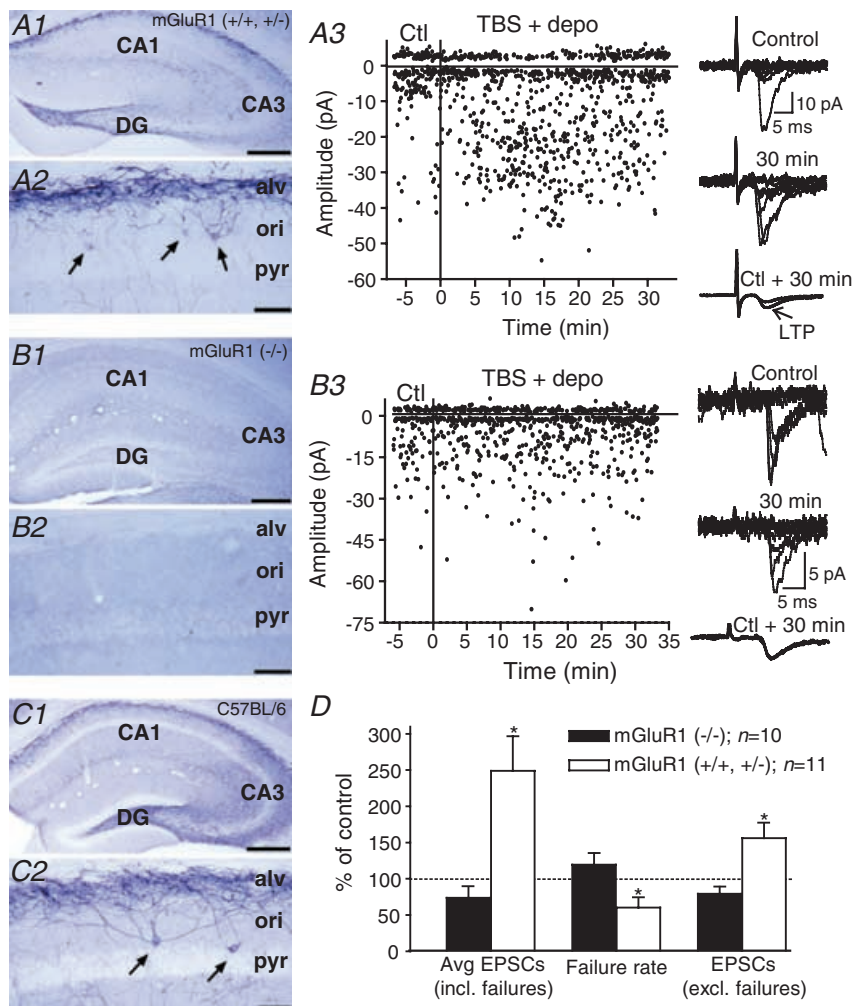 A1
mGluR1 (+/+, +/-)
CA1
CA3
DG
A2
alv
ori
pyr
A3
Ctl
TBS + depo
Amplitude (pA)
0
-10
-20
-30
-40
-50
-60
-5 0 5 10 15 20 25 30
Time (min)
Control
10 pA
5 ms
30 min
Ctl + 30 min
LTP
B1
mGluR1 (-/-)
CA1
CA3
DG
B2
alv
ori
pyr
B3
Ctl
TBS + depo
Amplitude (pA)
0
-15
-30
-45
-60
-75
-5 0 5 10 15 20 25 30 35
Time (min)
Control
30 min
5 pA
5 ms
Ctl + 30 min
C1
C57BL/6
CA1
CA3
DG
C2
alv
ori
pyr
D
% of control
300
250
200
150
100
50
0
mGluR1 (-/-); n=10
mGluR1 (+/+, +/-); n=11
*
*
*
Avg EPSCs
(incl. failures)
Failure rate
EPSCs
(excl. failures)